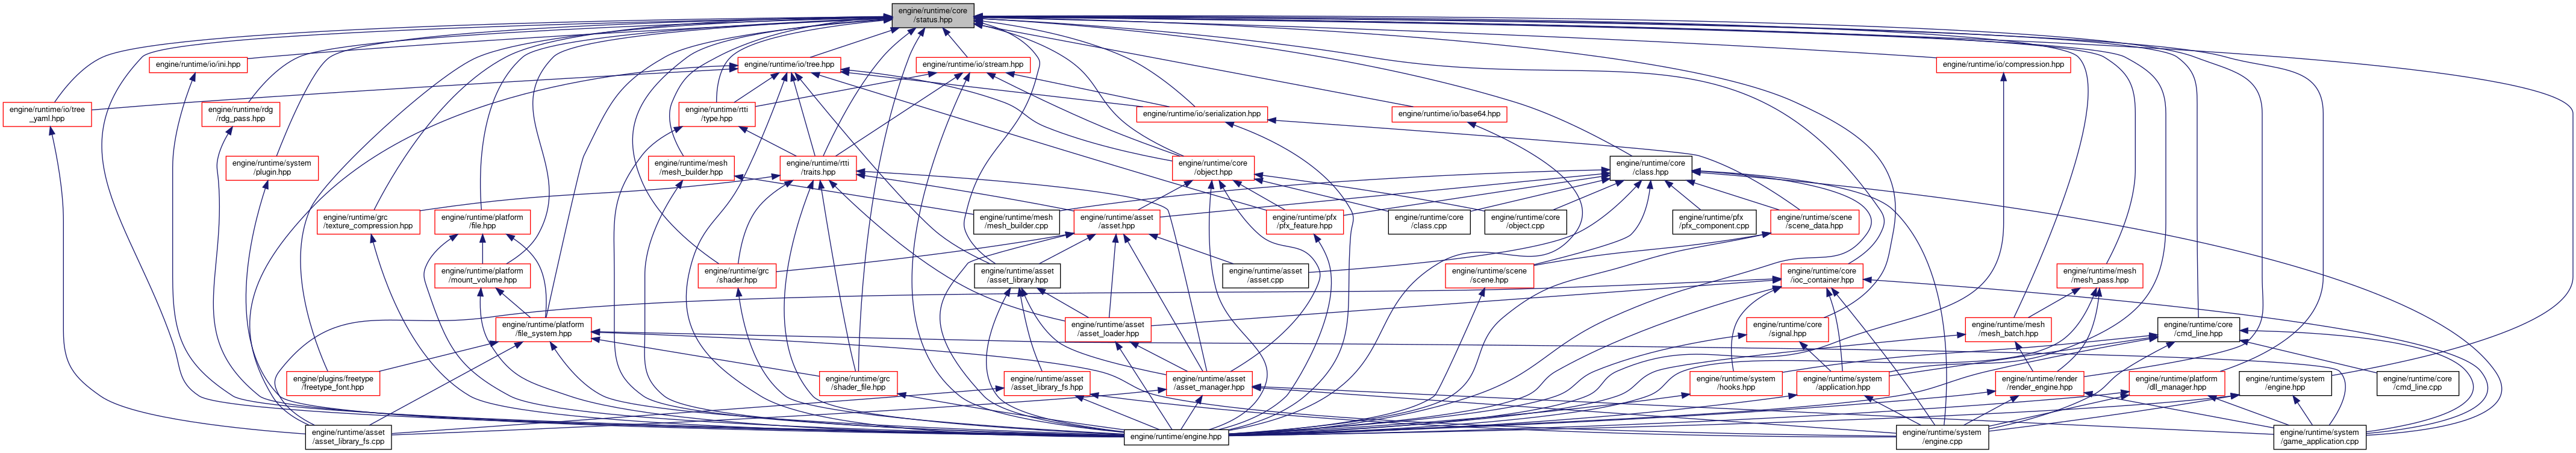 engine/runtime/core
/status.hpp
engine/runtime/io/ini.hpp
engine/runtime/io/tree.hpp
engine/runtime/io/stream.hpp
engine/runtime/io/compression.hpp
engine/runtime/io/tree
_yaml.hpp
engine/runtime/rdg
/rdg_pass.hpp
engine/runtime/rtti
/type.hpp
engine/runtime/io/serialization.hpp
engine/runtime/io/base64.hpp
engine/runtime/system
/plugin.hpp
engine/runtime/mesh
/mesh_builder.hpp
engine/runtime/rtti
/traits.hpp
engine/runtime/core
/object.hpp
engine/runtime/core
/class.hpp
engine/runtime/grc
/texture_compression.hpp
engine/runtime/platform
/file.hpp
engine/runtime/mesh
/mesh_builder.cpp
engine/runtime/asset
/asset.hpp
engine/runtime/pfx
/pfx_feature.hpp
engine/runtime/core
/class.cpp
engine/runtime/core
/object.cpp
engine/runtime/pfx
/pfx_component.cpp
engine/runtime/scene
/scene_data.hpp
engine/runtime/platform
/mount_volume.hpp
engine/runtime/grc
/shader.hpp
engine/runtime/asset
/asset_library.hpp
engine/runtime/asset
/asset.cpp
engine/runtime/scene
/scene.hpp
engine/runtime/core
/ioc_container.hpp
engine/runtime/mesh
/mesh_pass.hpp
engine/runtime/platform
/file_system.hpp
engine/runtime/asset
/asset_loader.hpp
engine/runtime/core
/signal.hpp
engine/runtime/mesh
/mesh_batch.hpp
engine/runtime/core
/cmd_line.hpp
engine/plugins/freetype
/freetype_font.hpp
engine/runtime/grc
/shader_file.hpp
engine/runtime/asset
/asset_library_fs.hpp
engine/runtime/asset
/asset_manager.hpp
engine/runtime/system
/hooks.hpp
engine/runtime/system
/application.hpp
engine/runtime/render
/render_engine.hpp
engine/runtime/platform
/dll_manager.hpp
engine/runtime/system
/engine.hpp
engine/runtime/core
/cmd_line.cpp
engine/runtime/asset
/asset_library_fs.cpp
engine/runtime/engine.hpp
engine/runtime/system
/engine.cpp
engine/runtime/system
/game_application.cpp